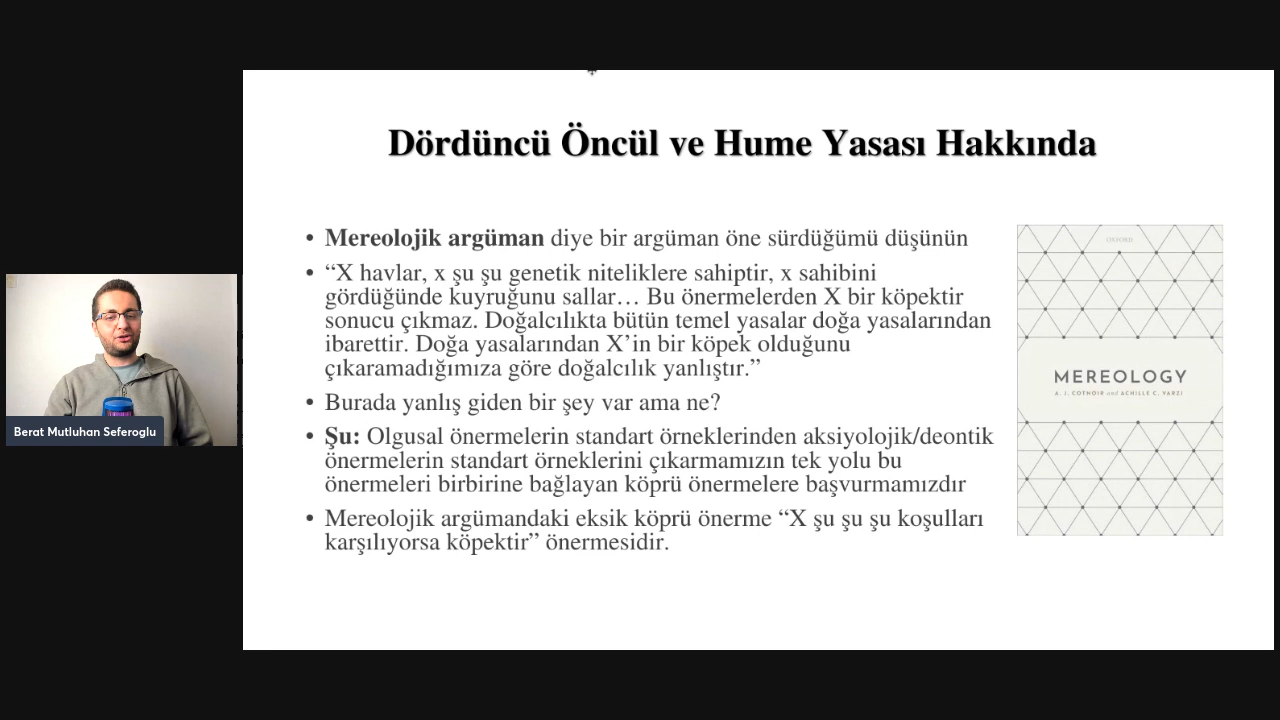 Dördüncü Öncül ve Hume Yasası Hakkında
• Mereolojik argüman diye bir argüman öne sürdüğümü düşünün
• “X havlar, x şu şu genetik niteliklere sahiptir, x sahibini
gördüğünde kuyruğunu sallar… Bu önermelerden X bir köpektir
sonucu çıkmaz. Doğalcılıkta bütün temel yasalar doğa yasalarından
ibarettir. Doğa yasalarından X’in bir köpek olduğunu
çıkaramadığımıza göre doğalcılık yanlıştır.”
• Burada yanlış giden bir şey var ama ne?
• Şu: Olgusal önermelerin standart örneklerinden aksiyolojik/deontik
önermelerin standart örneklerini çıkarmamızın tek yolu bu
önermeleri birbirine bağlayan köprü önermelere başvurmamızdır
• Mereolojik argümandaki eksik köprü önerme “X şu şu şu koşulları
karşılıyorsa köpektir” önermesidir.
OXFORD
MEREOLOGY
A. J. COTNOIR and ACHILLE C. VARZI
Berat Mutluhan Seferoglu